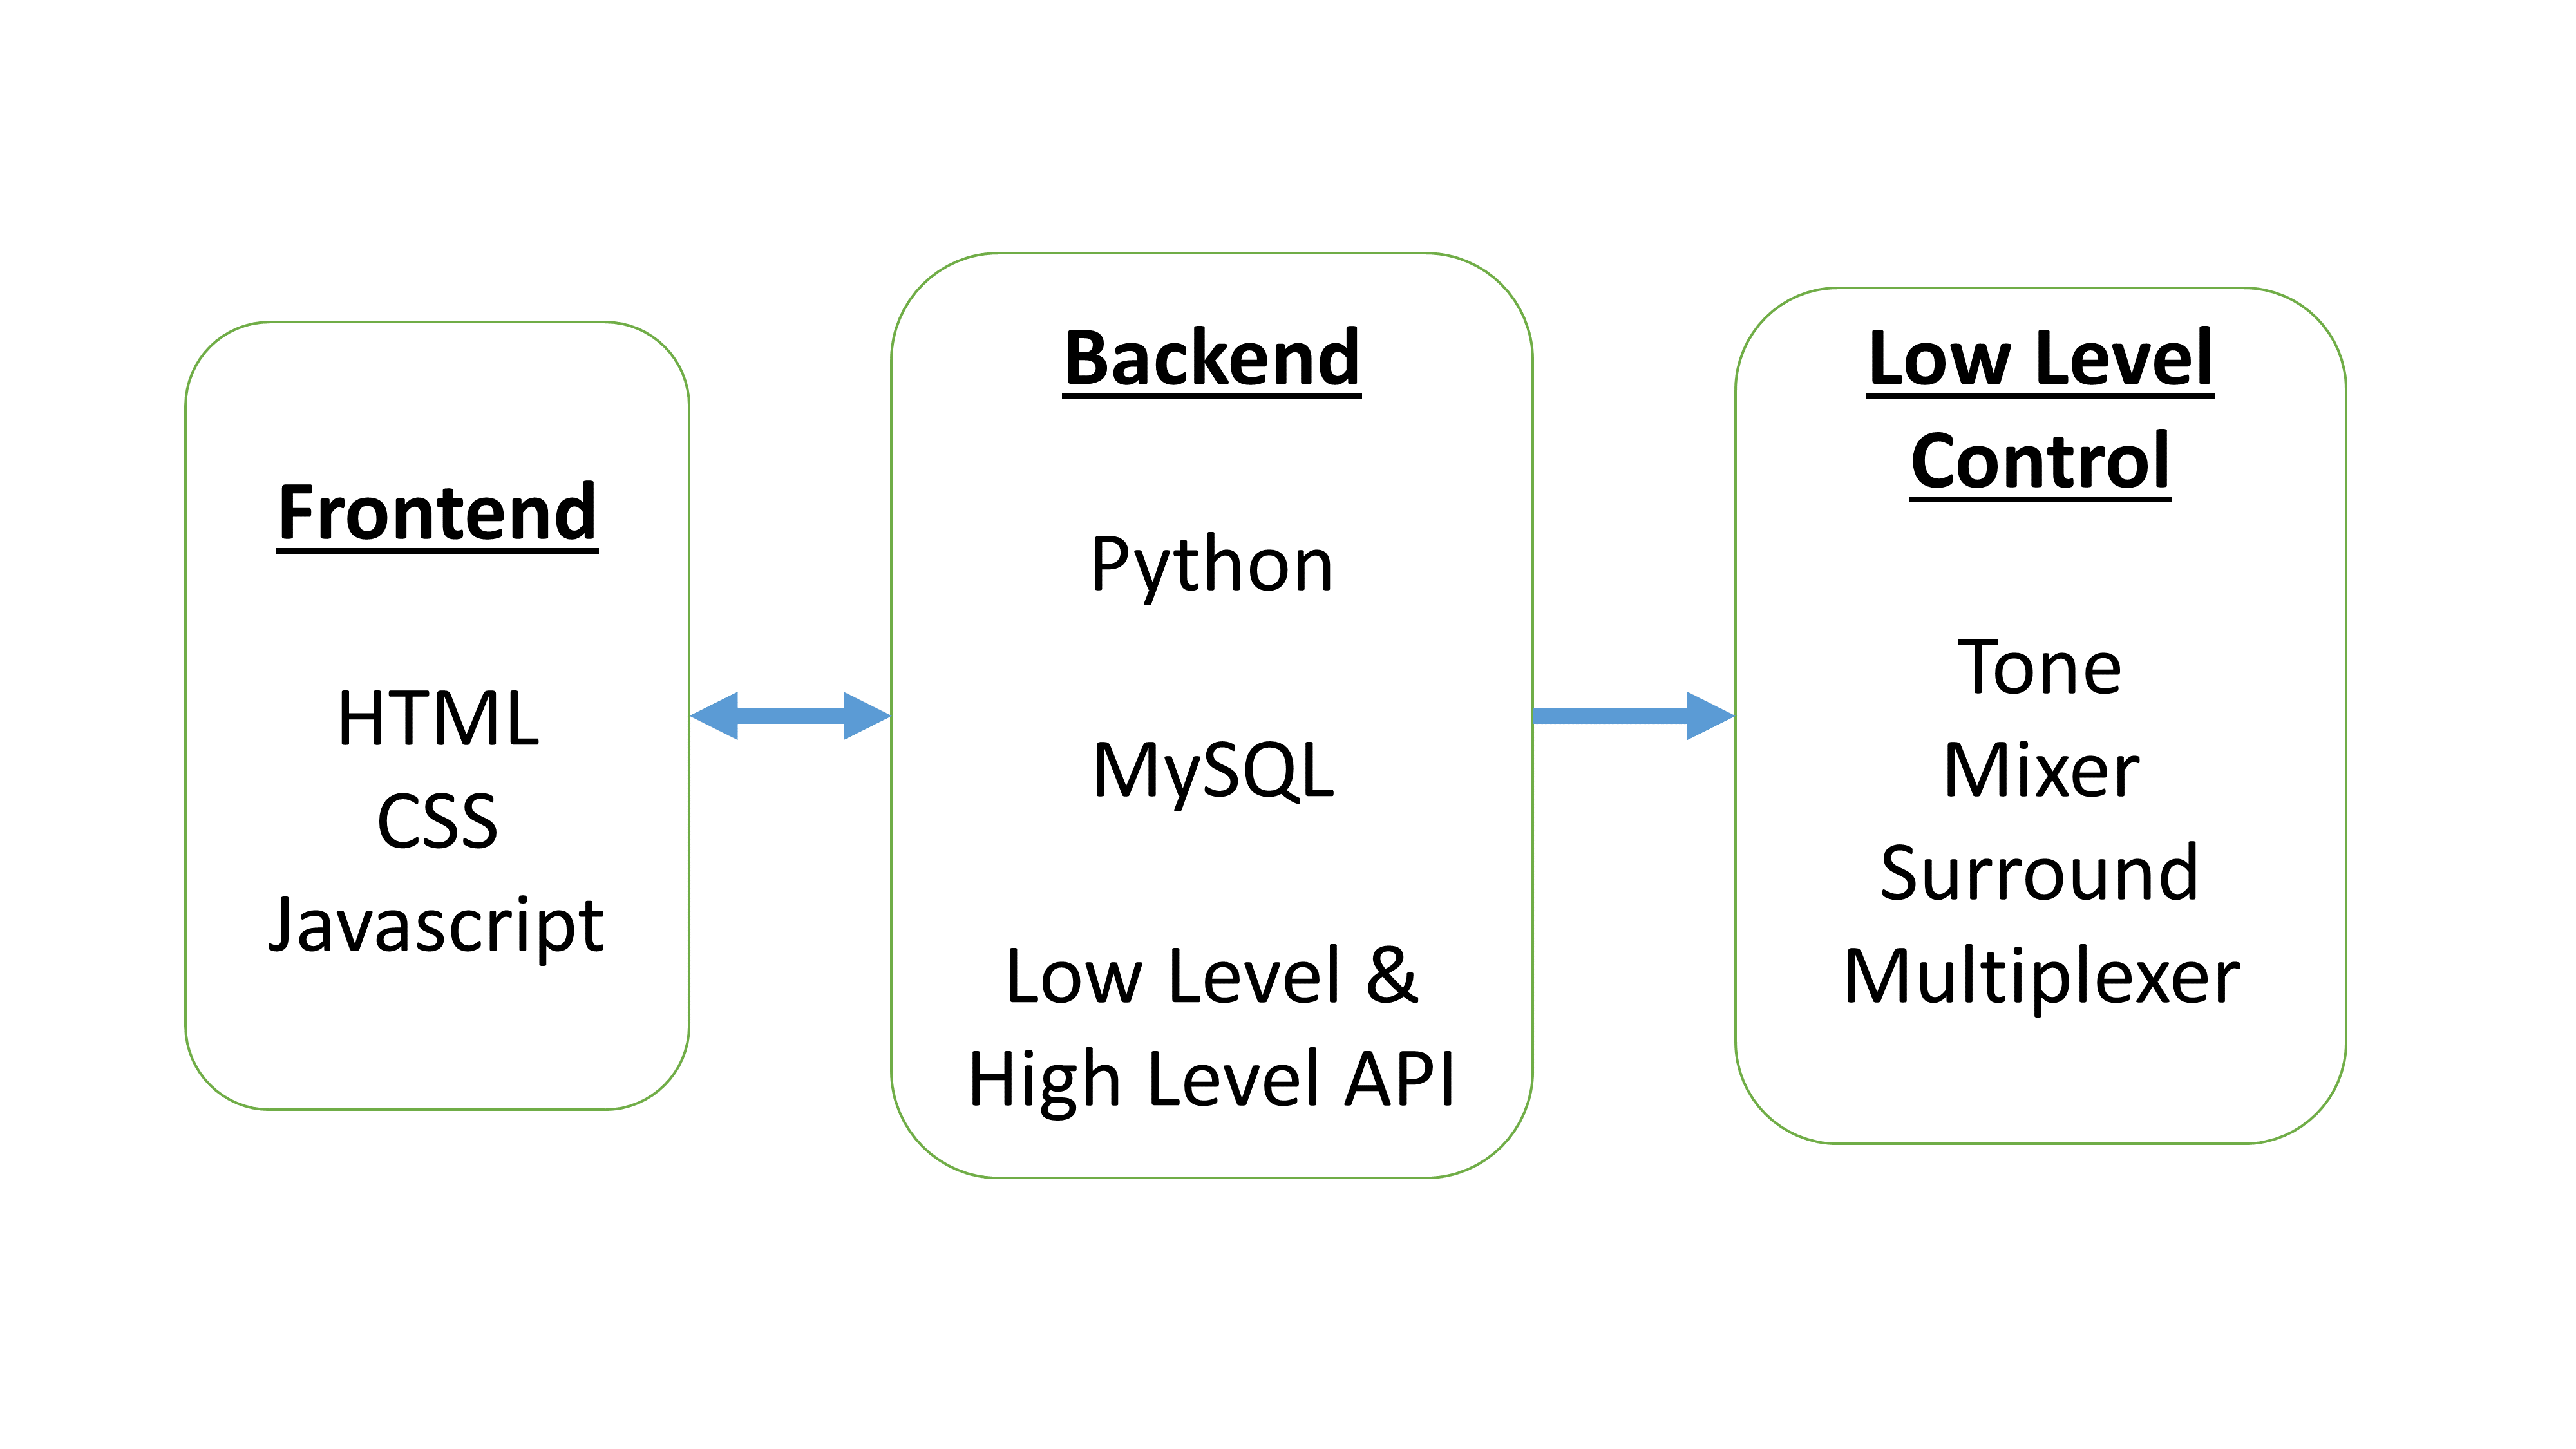 Frontend
HTML
CSS
Javascript
Backend
Python
MySQL
Low Level &
High Level API
Low Level
Control
Tone
Mixer
Surround
Multiplexer